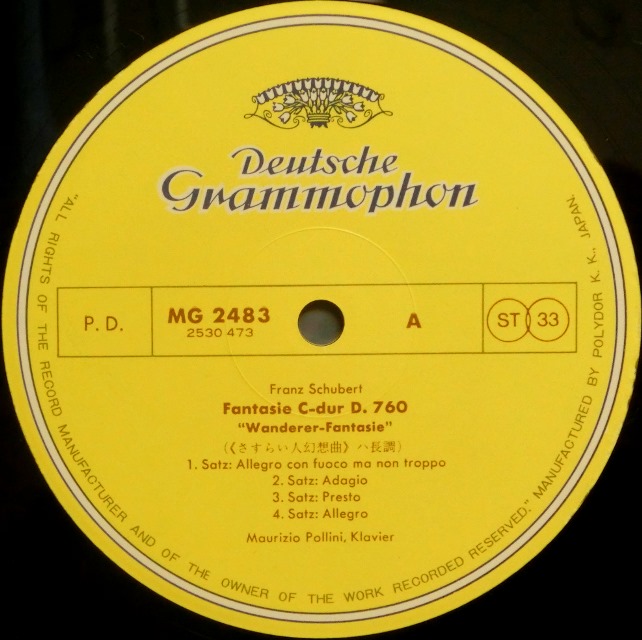 Deutsche
Grammophon
P. D.
MG 2483
2530 473
A
ST 33
Franz Schubert
Fantasie C-dur D. 760
"Wanderer-Fantasie"
(《さすらい人幻想曲》ハ長調)
1. Satz: Allegro con fuoco ma non troppo
2. Satz: Adagio
3. Satz: Presto
4. Satz: Allegro
Maurizio Pollini, Klavier
"ALL RIGHTS OF THE RECORD MANUFACTURER AND OF THE OWNER OF THE WORK RECORDED RESERVED." MANUFACTURED BY POLYDOR K. K., JAPAN.